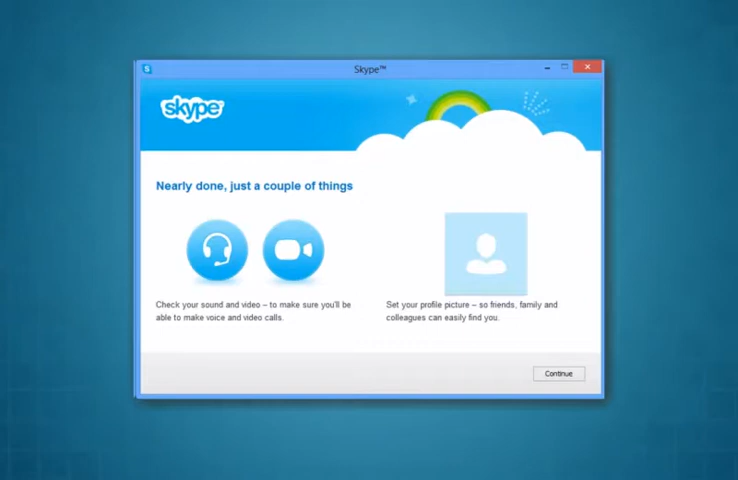 Skype™
skype
Nearly done, just a couple of things
Check your sound and video – to make sure you'll be
able to make voice and video calls.
Set your profile picture – so friends, family and
colleagues can easily find you.
Continue